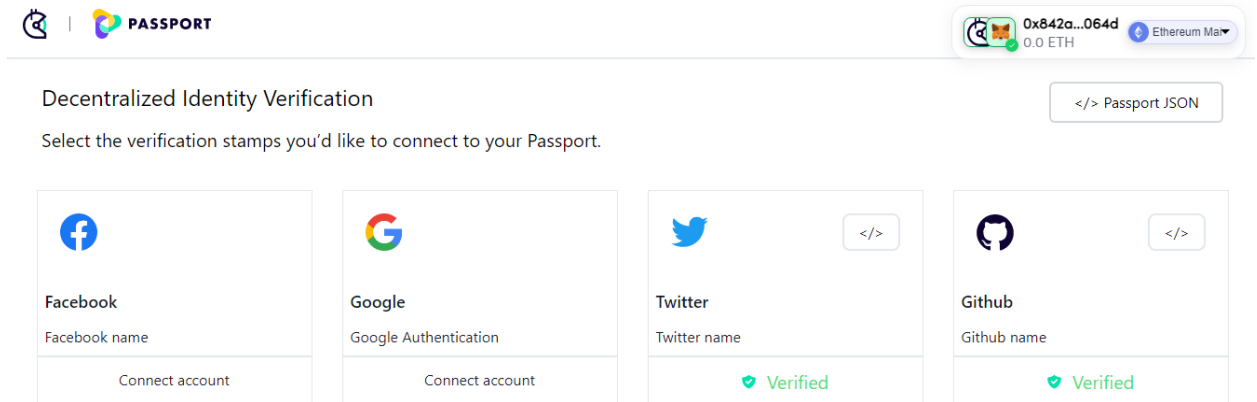 PASSPORT
0x842a...064d
0.0 ETH
Ethereum Mai
Decentralized Identity Verification
</> Passport JSON
Select the verification stamps you’d like to connect to your Passport.
</>
</>
Facebook
Google
Twitter
Github
Facebook name
Google Authentication
Twitter name
Github name
Connect account
Connect account
Verified
Verified